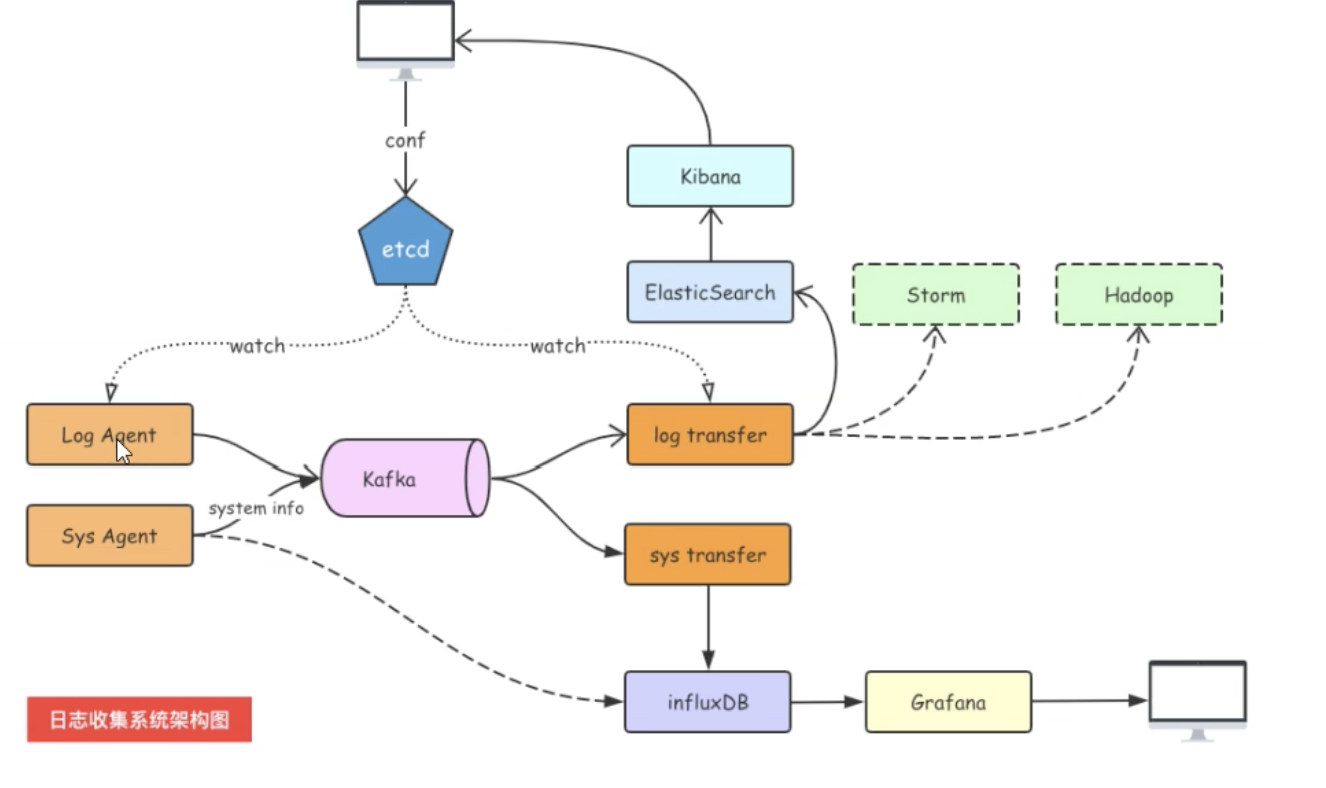 conf
Kibana
etcd
ElasticSearch
Storm
Hadoop
watch
watch
Log Agent
log transfer
Kafka
system info
Sys Agent
sys transfer
influxDB
Grafana
日志收集系统架构图